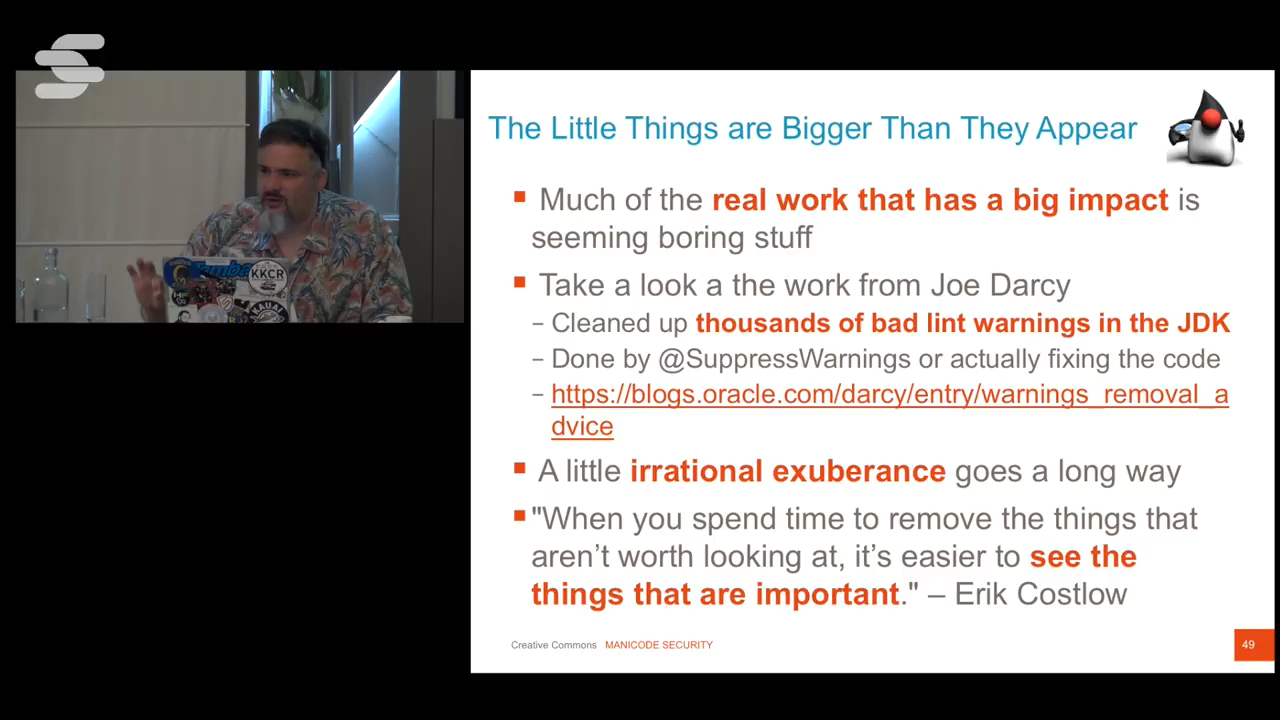 The Little Things are Bigger Than They Appear
▪ Much of the real work that has a big impact is
seeming boring stuff
▪ Take a look a the work from Joe Darcy
– Cleaned up thousands of bad lint warnings in the JDK
– Done by @SuppressWarnings or actually fixing the code
– https://blogs.oracle.com/darcy/entry/warnings_removal_a
dvice
▪ A little irrational exuberance goes a long way
▪ "When you spend time to remove the things that
aren’t worth looking at, it’s easier to see the
things that are important." – Erik Costlow
Creative Commons MANICODE SECURITY
49
KKCR
KAUAI